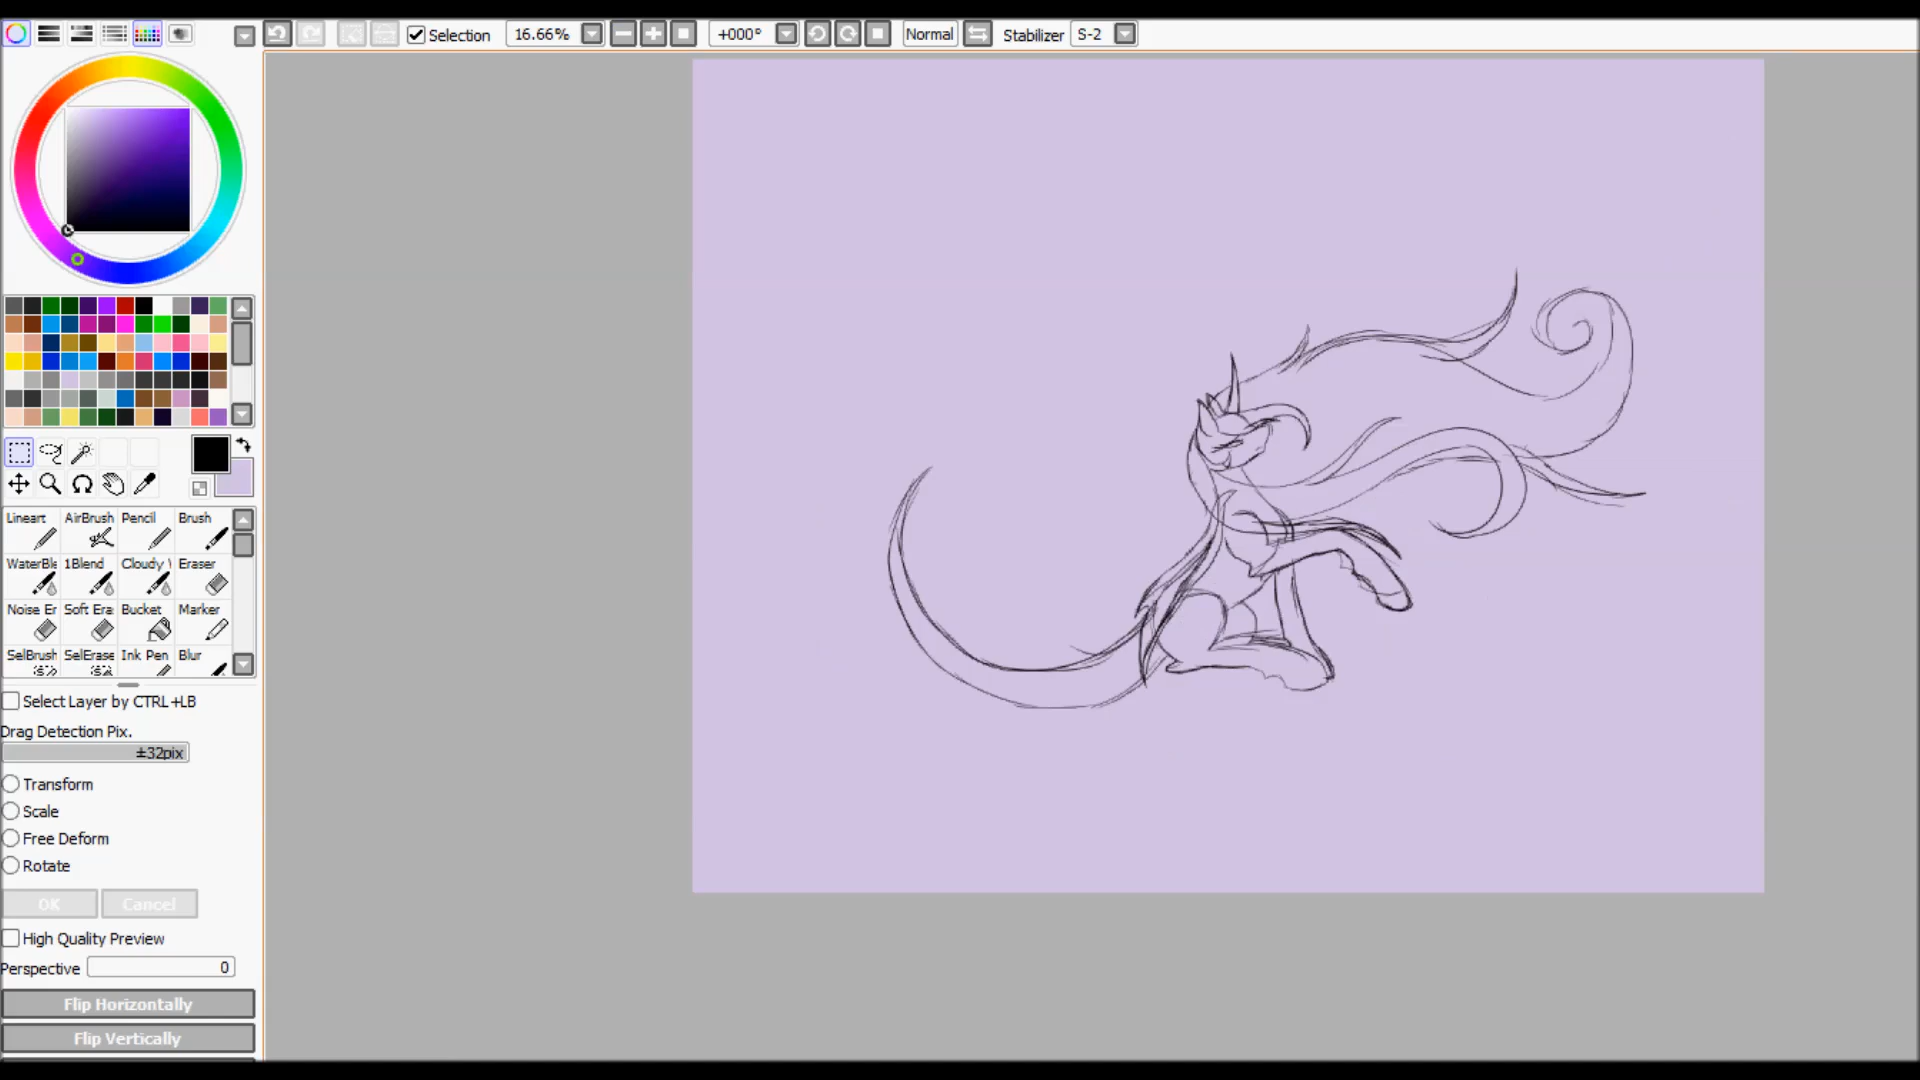 Selection 16.66% +000° Normal Stabilizer S-2
Lineart AirBrush Pencil Brush
WaterBle 1Blend Cloudy Eraser
Noise Er Soft Era Bucket Marker
SelBrush SelErase Ink Pen Blur
Select Layer by CTRL+LB
Drag Detection Pix.
±32pix
Transform
Scale
Free Deform
Rotate
OK Cancel
High Quality Preview
Perspective 0
Flip Horizontally
Flip Vertically